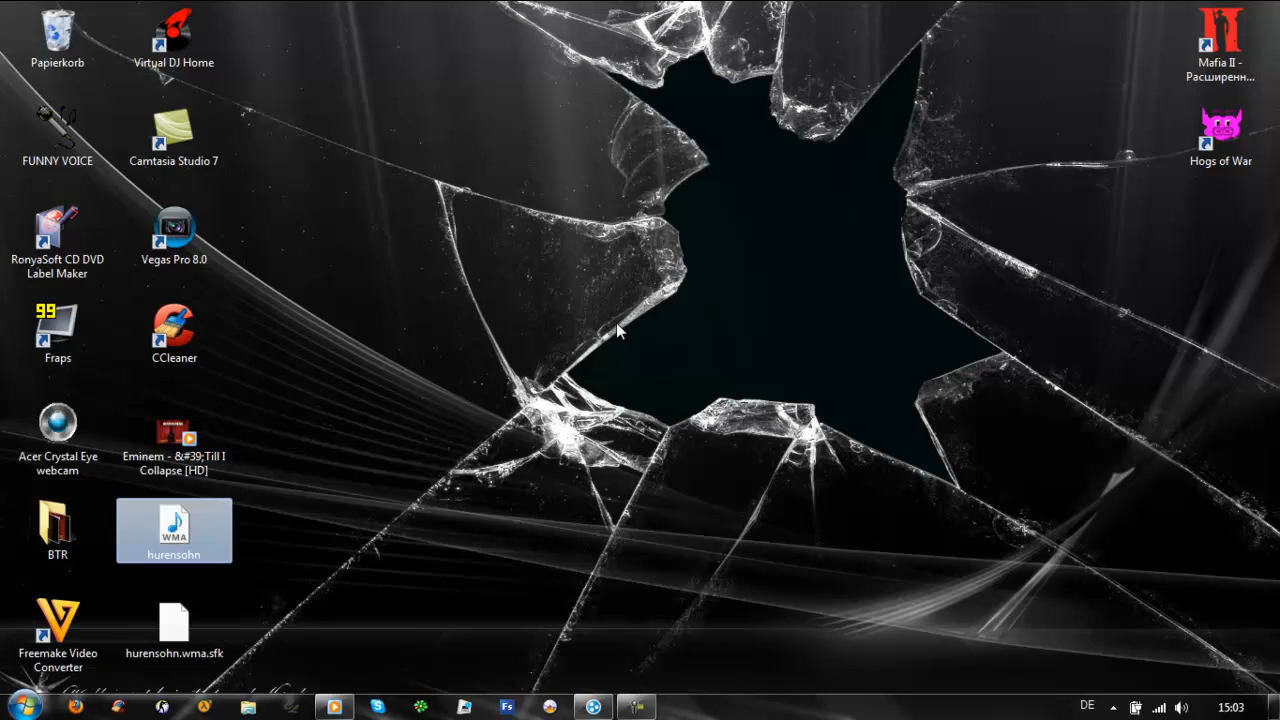 Papierkorb
Virtual DJ Home
FUNNY VOICE
Camtasia Studio 7
RonyaSoft CD DVD
Label Maker
Vegas Pro 8.0
99
Fraps
CCleaner
Acer Crystal Eye
webcam
Eminem - &#39;Till I
Collapse [HD]
BTR
WMA
hurensohn
Freemake Video
Converter
hurensohn.wma.sfk
Mafia II -
Расширенн...
Hogs of War
Fs
DE
15:03